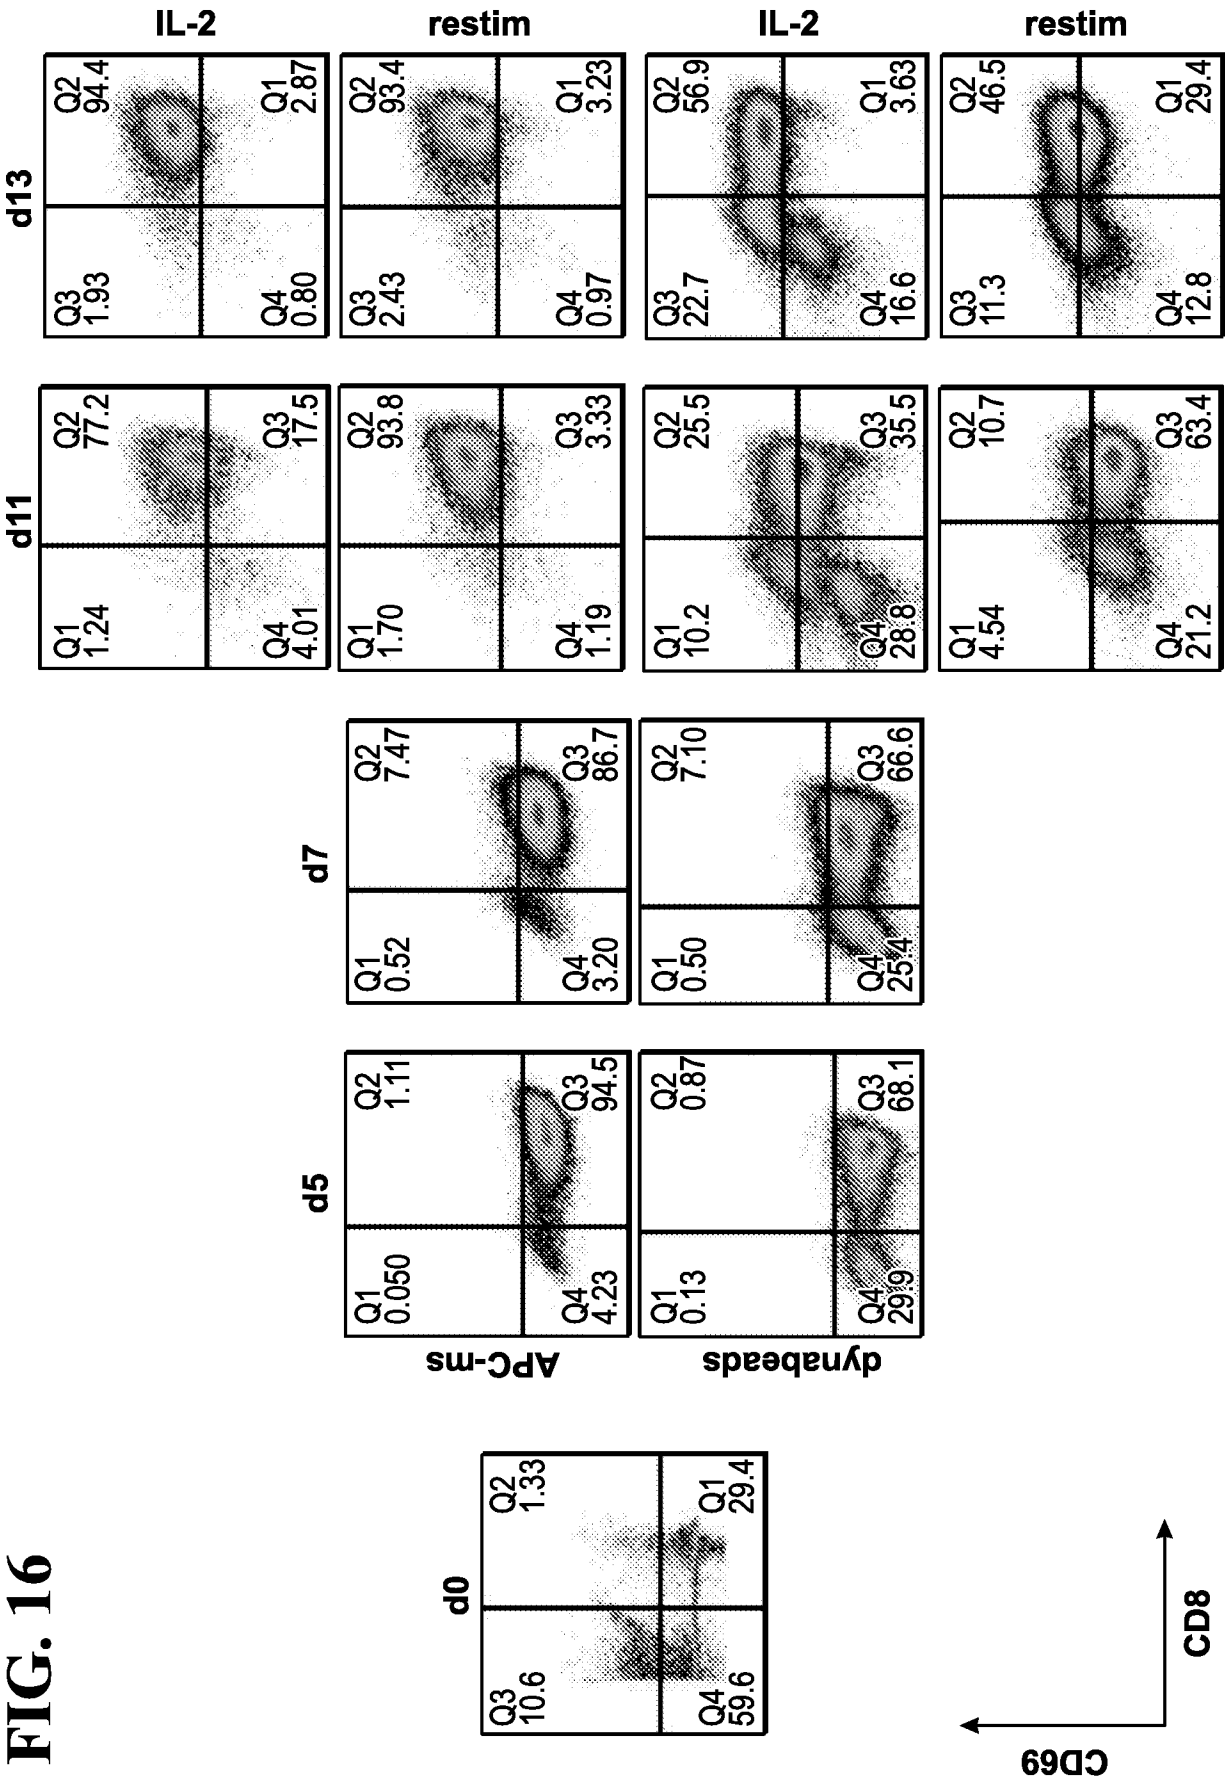 FIG. 16
d0
Q3
10.6
Q2
1.33
Q4
59.6
Q1
29.4
CD69
CD8
d5
d7
d11
d13
APC-ms
Q1
0.050
Q2
1.11
Q4
4.23
Q3
94.5
Q1
0.52
Q2
7.47
Q4
3.20
Q3
86.7
dynabeads
Q1
0.13
Q2
0.87
Q4
29.9
Q3
68.1
Q1
0.50
Q2
7.10
Q4
25.4
Q3
66.6
Q1
1.24
Q2
77.2
Q4
4.01
Q3
17.5
Q3
1.93
Q2
94.4
Q4
0.80
Q1
2.87
IL-2
Q1
1.70
Q2
93.8
Q4
1.19
Q3
3.33
Q3
2.43
Q2
93.4
Q4
0.97
Q1
3.23
restim
Q1
10.2
Q2
25.5
Q4
28.8
Q3
35.5
Q3
22.7
Q2
56.9
Q4
16.6
Q1
3.63
IL-2
Q1
4.54
Q2
10.7
Q4
21.2
Q3
63.4
Q3
11.3
Q2
46.5
Q4
12.8
Q1
29.4
restim